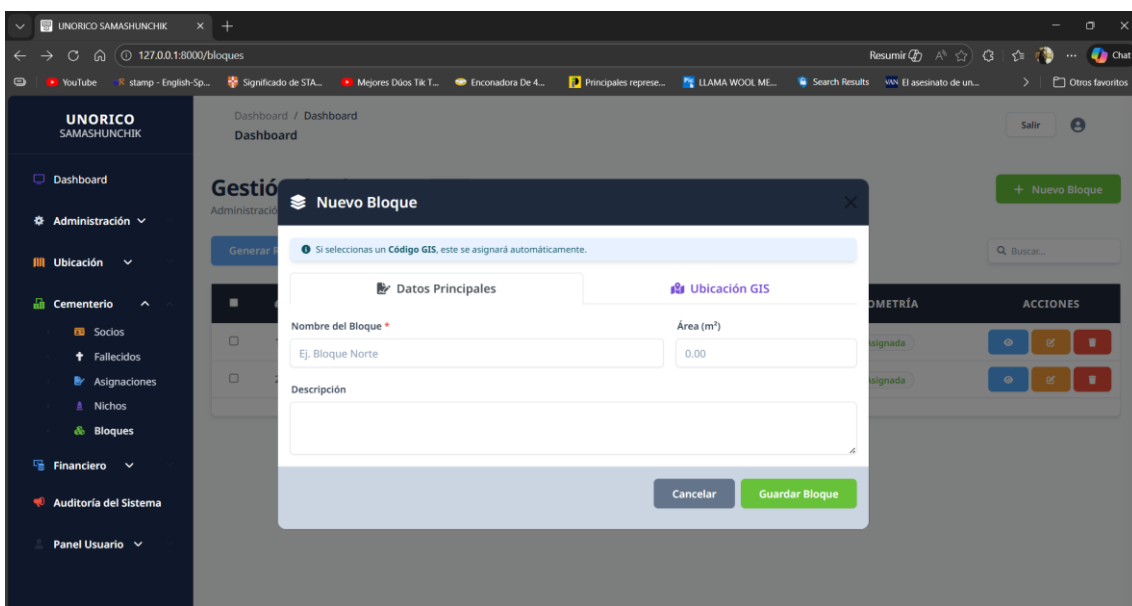 UNORICO SAMASHUNCHIK
127.0.0.1:8000/bloques
Resumir
Chat
YouTube
stamp - English-Sp...
Significado de STA...
Mejores Dúos Tik T...
Enconadora De 4...
Principales represe...
LLAMA WOOL ME...
Search Results
VAN El asesinato de un...
Otros favoritos
UNORICO
SAMASHUNCHIK
Dashboard / Dashboard
Dashboard
Salir
Dashboard
Administración
Ubicación
Cementerio
Socios
Fallecidos
Asignaciones
Nichos
Bloques
Financiero
Auditoría del Sistema
Panel Usuario
Gestió
Administració
+ Nuevo Bloque
Generar R
Buscar...
OMETRÍA
ACCIONES
Asignada
Asignada
Nuevo Bloque
Si seleccionas un Código GIS, este se asignará automáticamente.
Datos Principales
Ubicación GIS
Nombre del Bloque *
Área (m²)
Ej. Bloque Norte
0.00
Descripción
Cancelar
Guardar Bloque